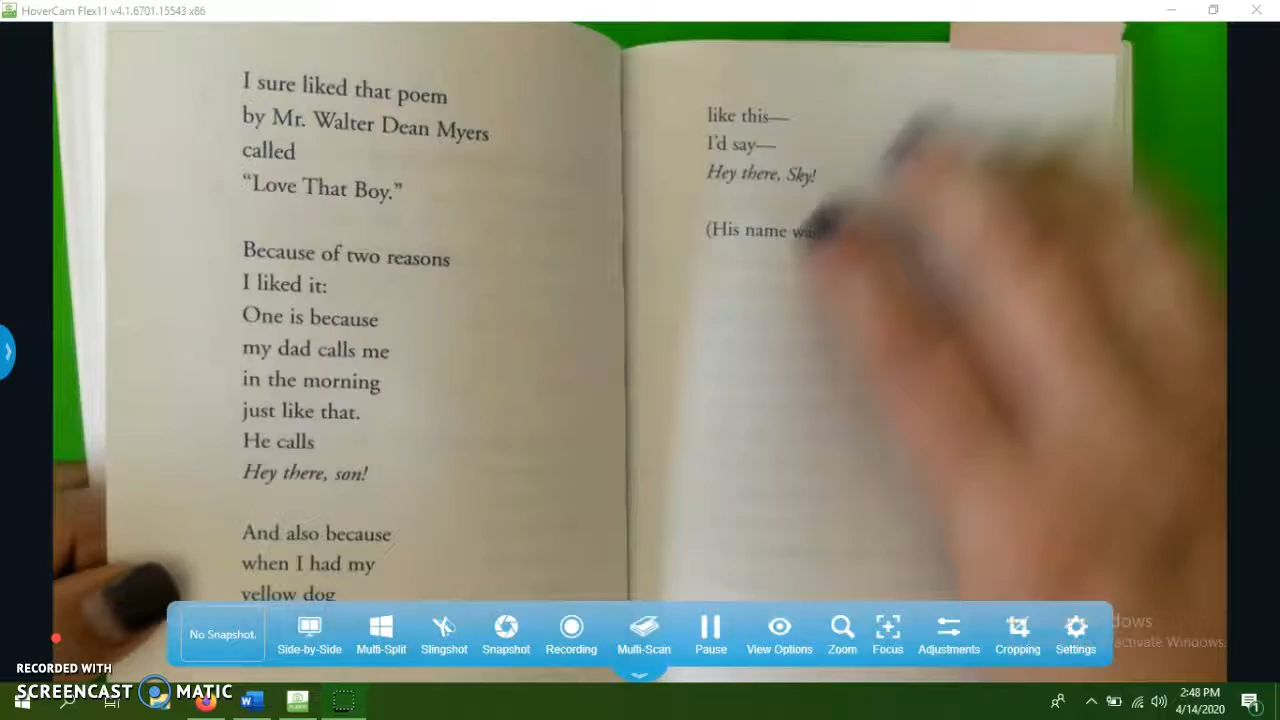 HoverCam Flex11 v4.1.6701.15543 x86
I sure liked that poem
by Mr. Walter Dean Myers
called
“Love That Boy.”
Because of two reasons
I liked it:
One is because
my dad calls me
in the morning
just like that.
He calls
Hey there, son!
And also because
when I had my
yellow dog
like this—
I’d say—
Hey there, Sky!
(His name wa
No Snapshot.
Side-by-Side
Multi-Split
Slingshot
Snapshot
Recording
Multi-Scan
Pause
View Options
Zoom
Focus
Adjustments
Cropping
Settings
activate Windows.
RECORDED WITH
SCREENCAST MATIC
2:48 PM
4/14/2020
1